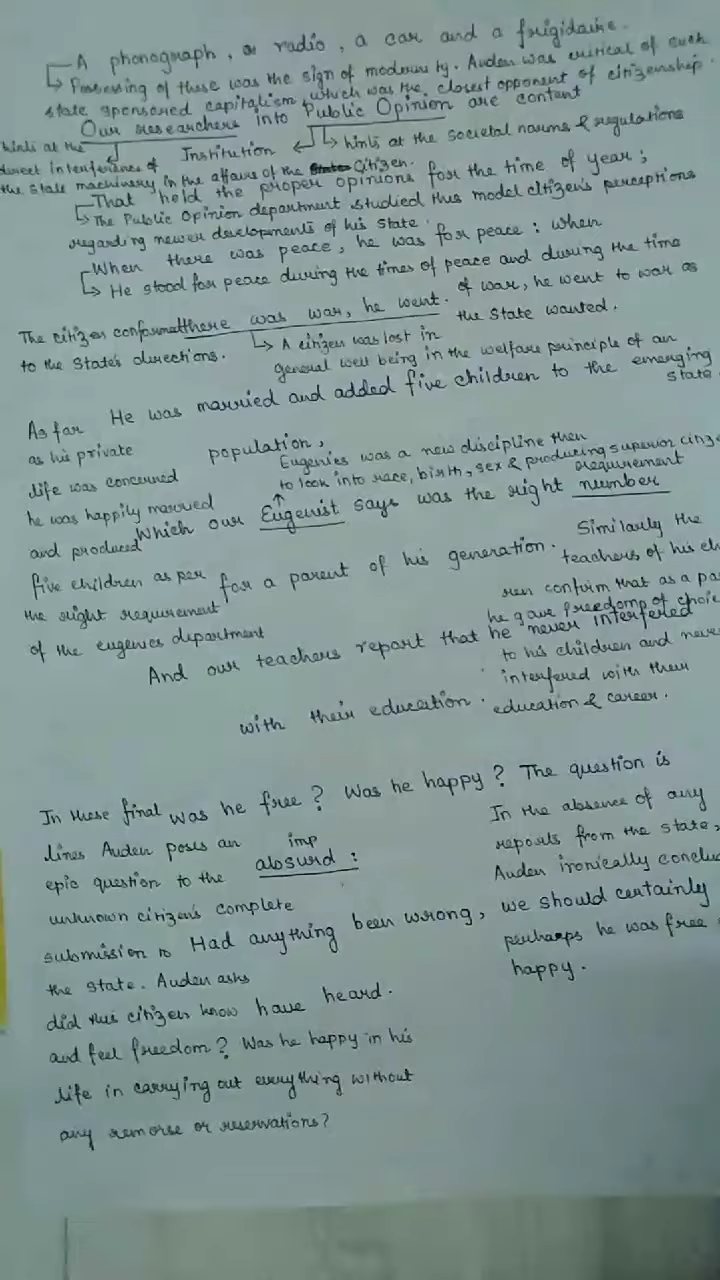 A phonograph, a radio, a car and a frigidaire.
Possessing of these was the sign of modernity. Auden was critical of such
state sponsored capitalism which was the closest opponent of citizenship.
Our researchers into Public Opinion are content
hints at the
direct Interference of
the state machinery in the affairs of the Citizen.
Institution
hints at the societal norms & regulations
That held the proper opinions for the time of year;
The Public Opinion department studied this model citizen's perceptions
regarding newer developments of his state.
When there was peace, he was for peace: when
He stood for peace during the times of peace and during the time
of war, he went to war as
the State wanted.
there was war, he went.
The citizen conformed
to the State's directions.
A citizen was lost in
general well being in the welfare principle of an
emerging
state.
He was married and added five children to the
population,
As far
as his private
life was concerned
he was happily married
and produced
five children as per
the right requirement
of the eugenics department
Eugenics was a new discipline then
to look into race, birth, sex & producing superior
requirement
Which our Eugenist says was the right number
for a parent of his generation.
Similarly the
teachers of his
confirm that as a
he gave freedom of choice
to his children and never
interfered with their
education & career.
And our teachers report that he never interfered
with their education.
Was he free? Was he happy? The question is
imp
absurd:
In these final
lines Auden poses an
epic question to the
unknown citizen's complete
submission to
the state. Auden asks
did this citizen know
and feel freedom? Was he happy in his
life in carrying out everything without
any remorse or reservations?
Had anything been wrong, we should certainly
have heard.
In the absence of any
reports from the state,
Auden ironically
perhaps he was free
happy.